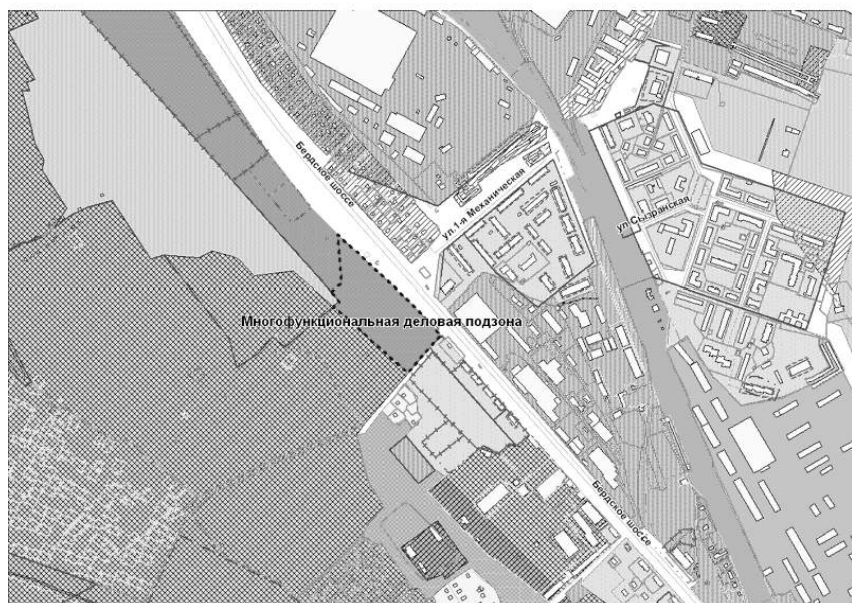 Бердское шоссе
ул.1-я Механическая
ул.Сызранская
Многофункциональная деловая подзона
Бердское шоссе